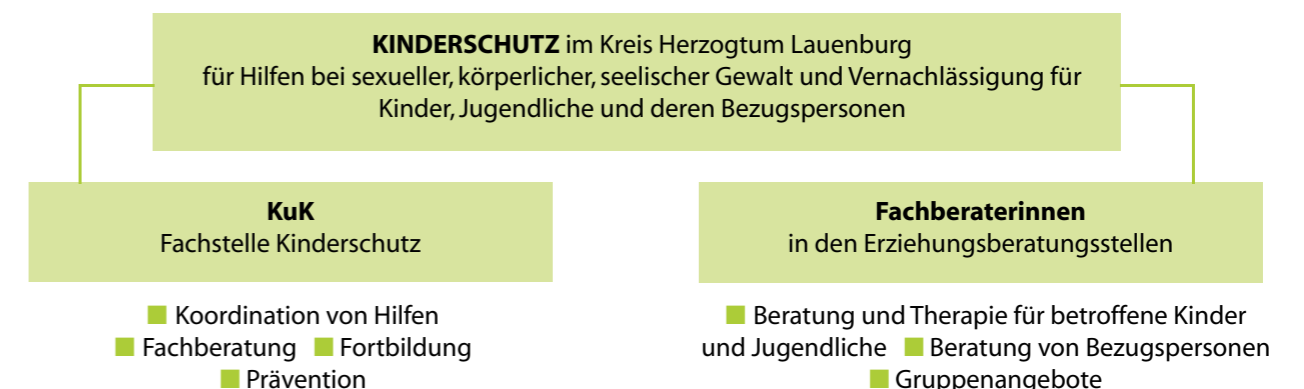 KINDERSCHUTZ im Kreis Herzogtum Lauenburg
für Hilfen bei sexueller, körperlicher, seelischer Gewalt und Vernachlässigung für
Kinder, Jugendliche und deren Bezugspersonen
KuK
Fachstelle Kinderschutz
■ Koordination von Hilfen
■ Fachberatung ■ Fortbildung
■ Prävention
Fachberaterinnen
in den Erziehungsberatungsstellen
■ Beratung und Therapie für betroffene Kinder
und Jugendliche ■ Beratung von Bezugspersonen
■ Gruppenangebote